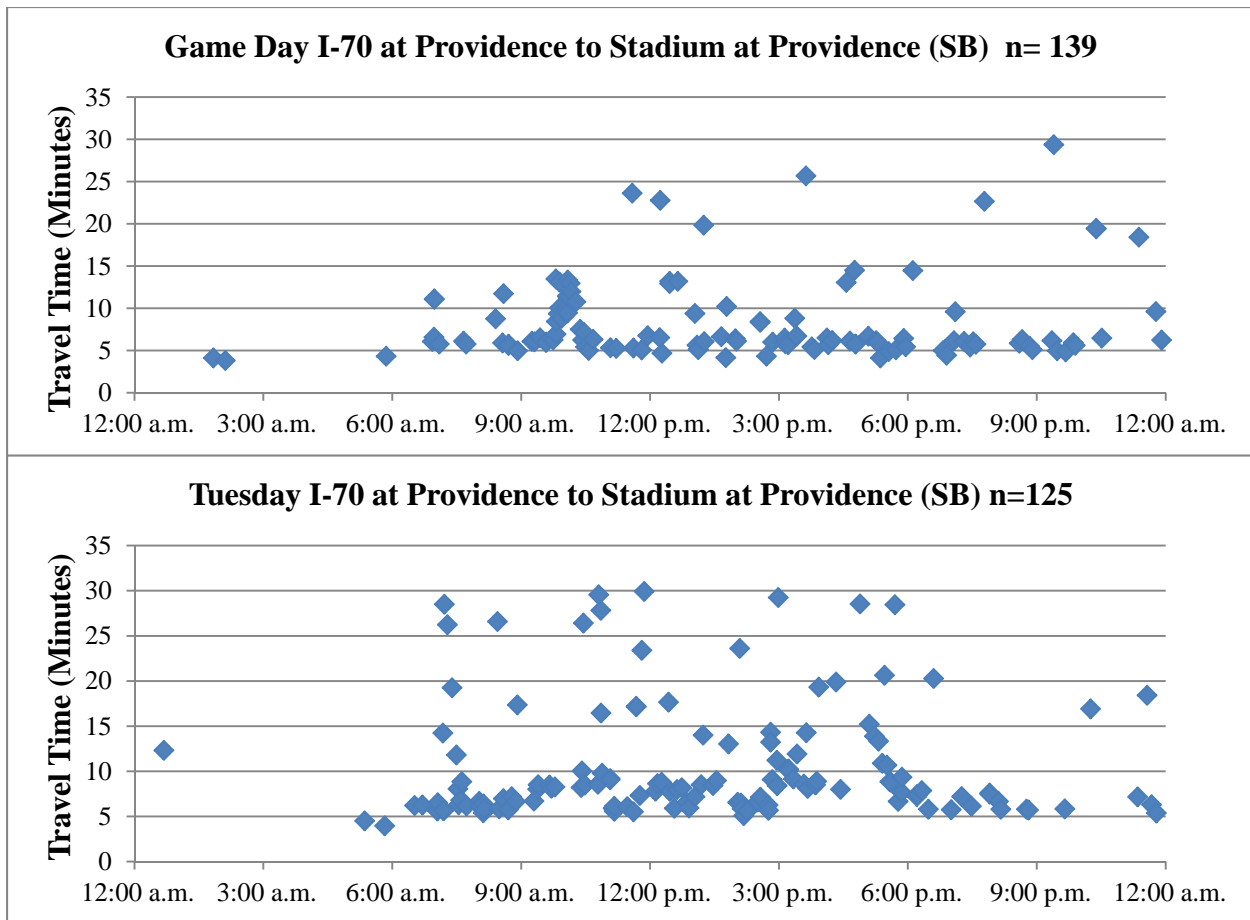 Game Day I-70 at Providence to Stadium at Providence (SB)  n= 139
Travel Time (Minutes)
35
30
25
20
15
10
5
0
12:00 a.m. 3:00 a.m. 6:00 a.m. 9:00 a.m. 12:00 p.m. 3:00 p.m. 6:00 p.m. 9:00 p.m. 12:00 a.m.
Tuesday I-70 at Providence to Stadium at Providence (SB) n=125
Travel Time (Minutes)
35
30
25
20
15
10
5
0
12:00 a.m. 3:00 a.m. 6:00 a.m. 9:00 a.m. 12:00 p.m. 3:00 p.m. 6:00 p.m. 9:00 p.m. 12:00 a.m.